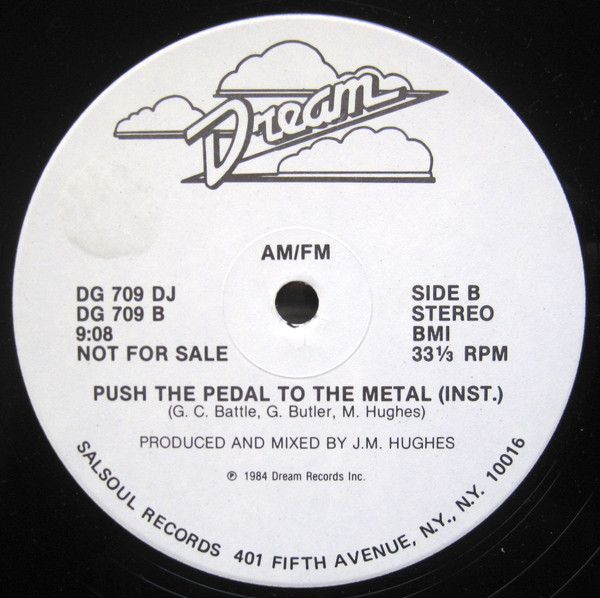 Dream
AM/FM
DG 709 DJ
DG 709 B
9:08
NOT FOR SALE
SIDE B
STEREO
BMI
33⅓ RPM
PUSH THE PEDAL TO THE METAL (INST.)
(G. C. Battle, G. Butler, M. Hughes)
PRODUCED AND MIXED BY J.M. HUGHES
℗ 1984 Dream Records Inc.
SALSOUL RECORDS 401 FIFTH AVENUE, N.Y., N.Y. 10016